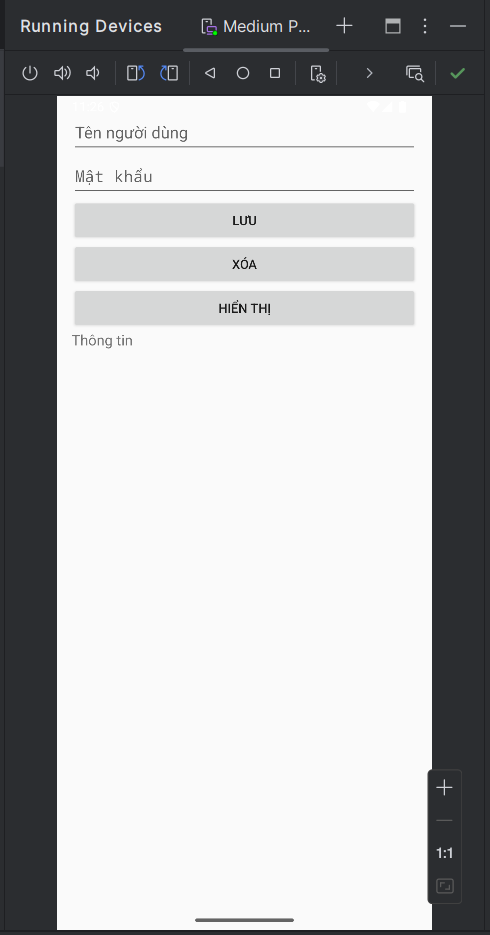 Running Devices
Medium P...
Tên người dùng
Mật khẩu
LƯU
XÓA
HIỂN THỊ
Thông tin
1:1